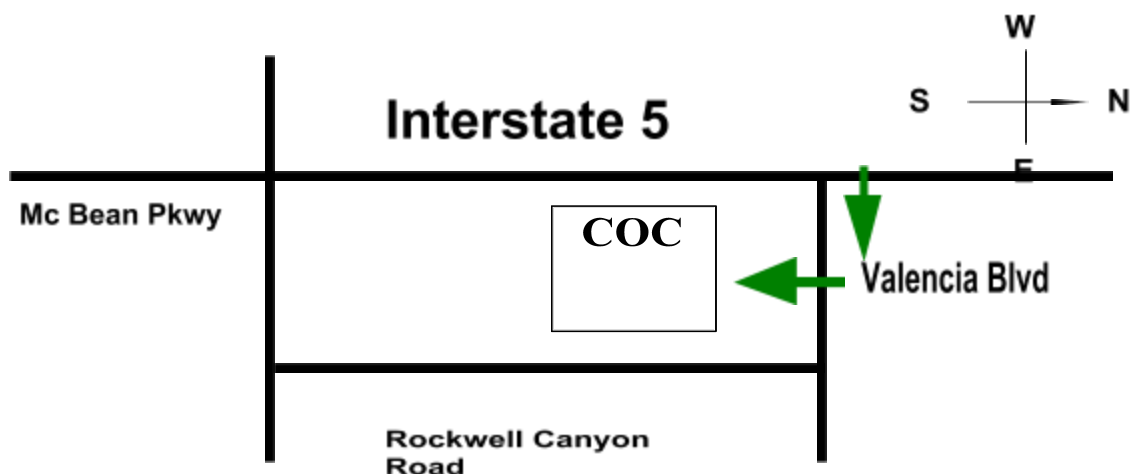 W
Interstate 5
S
N
E
Mc Bean Pkwy
COC
Valencia Blvd
Rockwell Canyon
Road